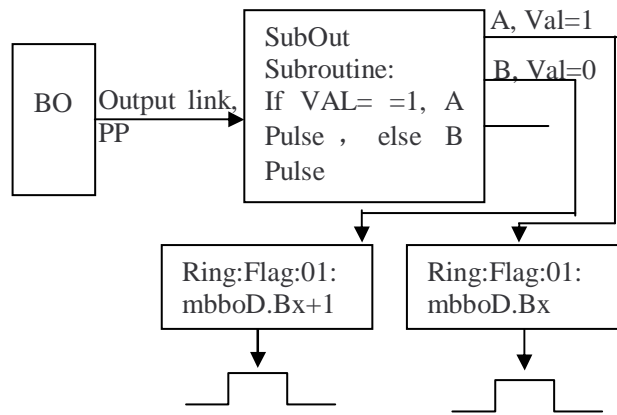 A, Val=1
SubOut
Subroutine:
If VAL= =1, A
Pulse , else B
Pulse
B, Val=0
BO
Output link,
PP
Ring:Flag:01:
mbboD.Bx+1
Ring:Flag:01:
mbboD.Bx